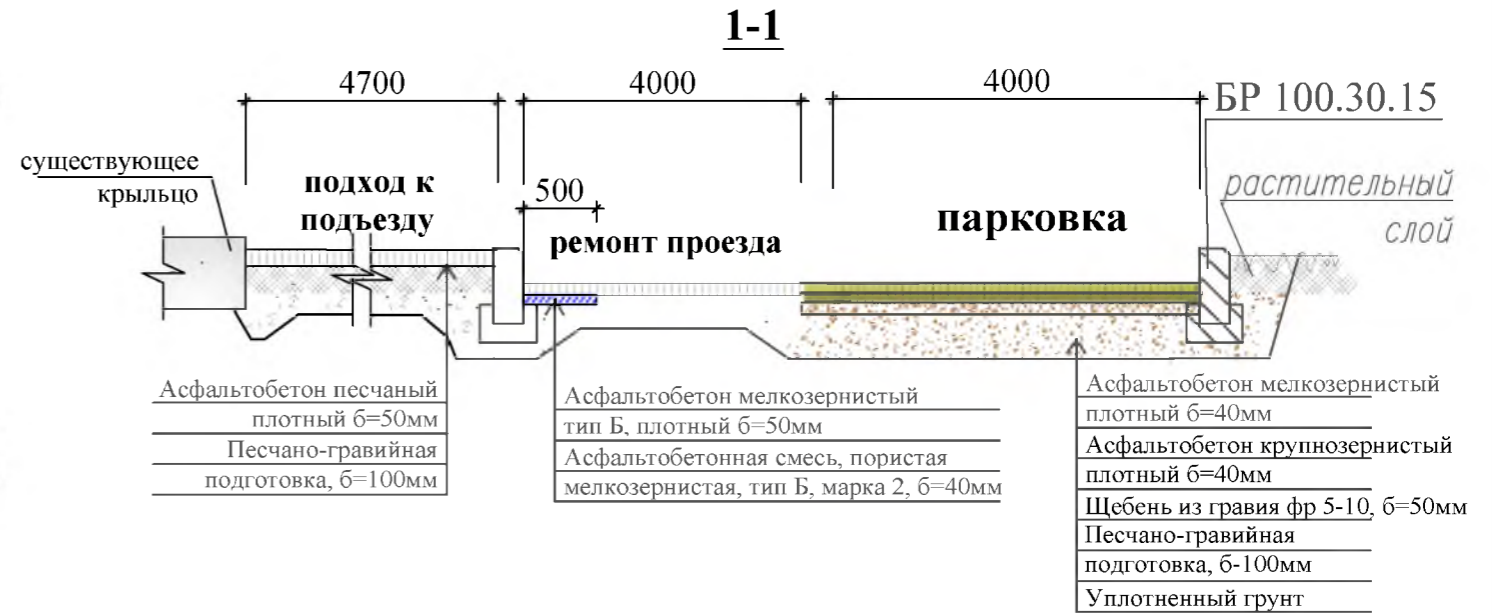 1-1
4700
4000
4000
БР 100.30.15
существующее
крыльцо
подход к
подъезду
500
ремонт проезда
парковка
растительный
слой
Асфальтобетон песчаный
плотный б=50мм
Песчано-гравийная
подготовка, б=100мм
Асфальтобетон мелкозернистый
тип Б, плотный б=50мм
Асфальтобетонная смесь, пористая
мелкозернистая, тип Б, марка 2, б=40мм
Асфальтобетон мелкозернистый
плотный б=40мм
Асфальтобетон крупнозернистый
плотный б=40мм
Щебень из гравия фр 5-10, б=50мм
Песчано-гравийная
подготовка, б-100мм
Уплотненный грунт